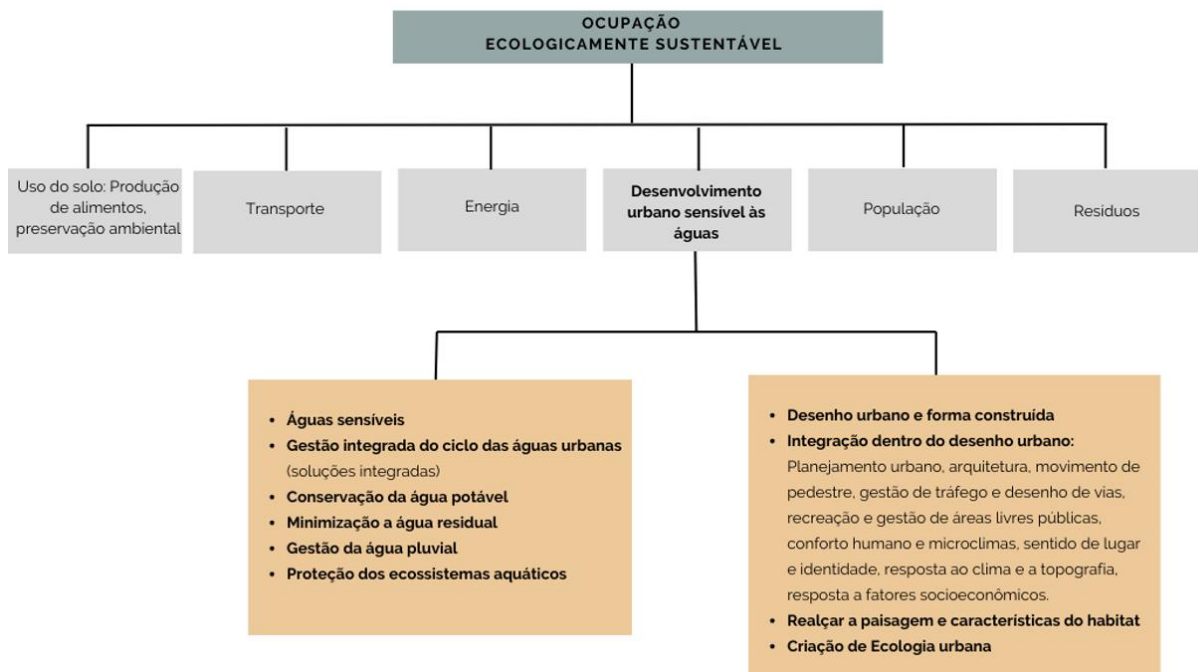 OCUPAÇÃO
ECOLOGICAMENTE SUSTENTÁVEL
Uso do solo: Produção
de alimentos,
preservação ambiental
Transporte
Energia
Desenvolvimento
urbano sensível às
águas
População
Resíduos
• Águas sensíveis
• Gestão integrada do ciclo das águas urbanas
(soluções integradas)
• Conservação da água potável
• Minimização a água residual
• Gestão da água pluvial
• Proteção dos ecossistemas aquáticos
• Desenho urbano e forma construída
• Integração dentro do desenho urbano:
Planejamento urbano, arquitetura, movimento de
pedestre, gestão de tráfego e desenho de vias,
recreação e gestão de áreas livres públicas,
conforto humano e microclimas, sentido de lugar
e identidade, resposta ao clima e a topografia,
resposta a fatores socioeconômicos.
• Realçar a paisagem e características do habitat
• Criação de Ecologia urbana